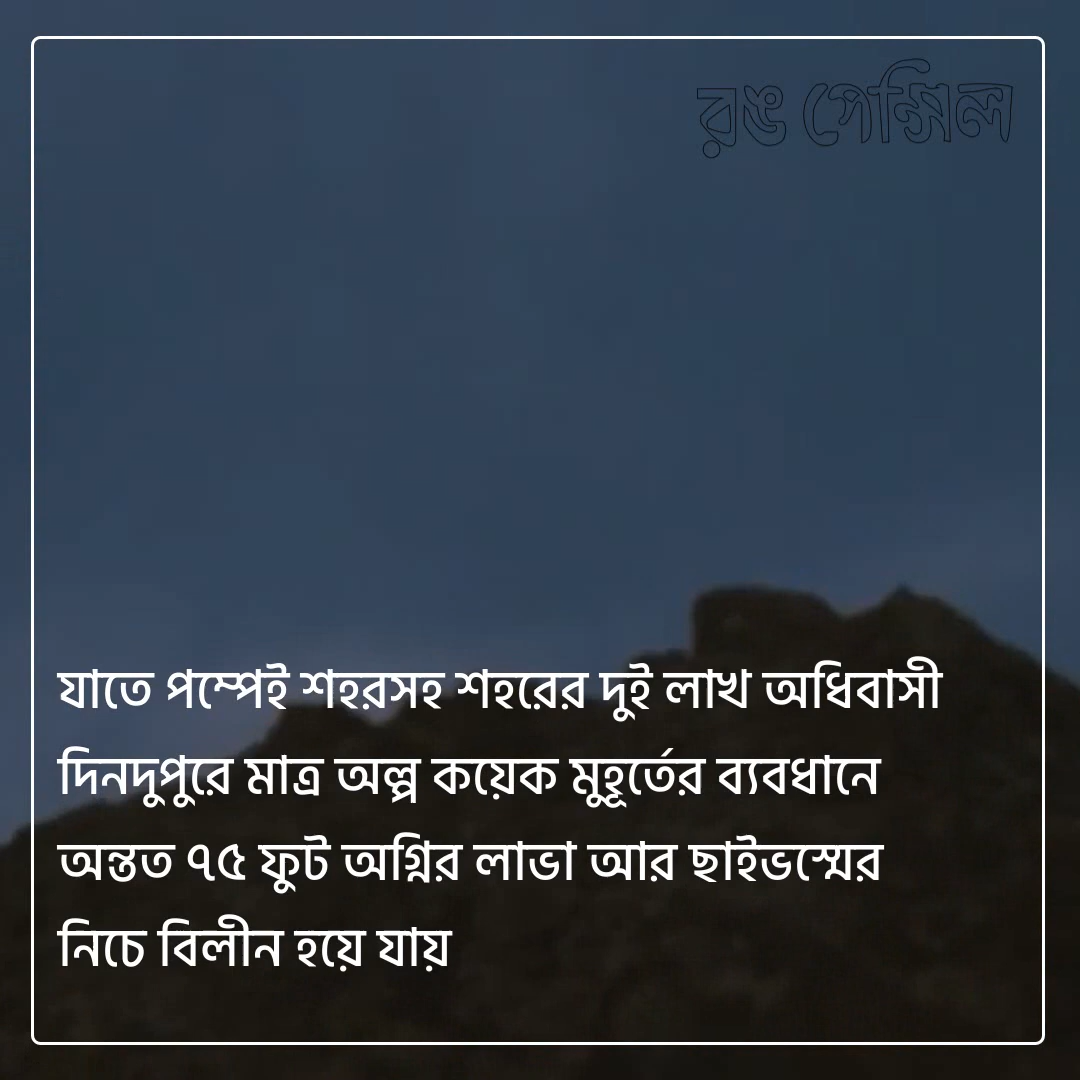 রঙ পেন্সিল
যাতে পম্পেই শহরসহ শহরের দুই লাখ অধিবাসী
দিনদুপুরে মাত্র অল্প কয়েক মুহূর্তের ব্যবধানে
অন্তত ৭৫ ফুট অগ্নির লাভা আর ছাইভস্মের
নিচে বিলীন হয়ে যায়